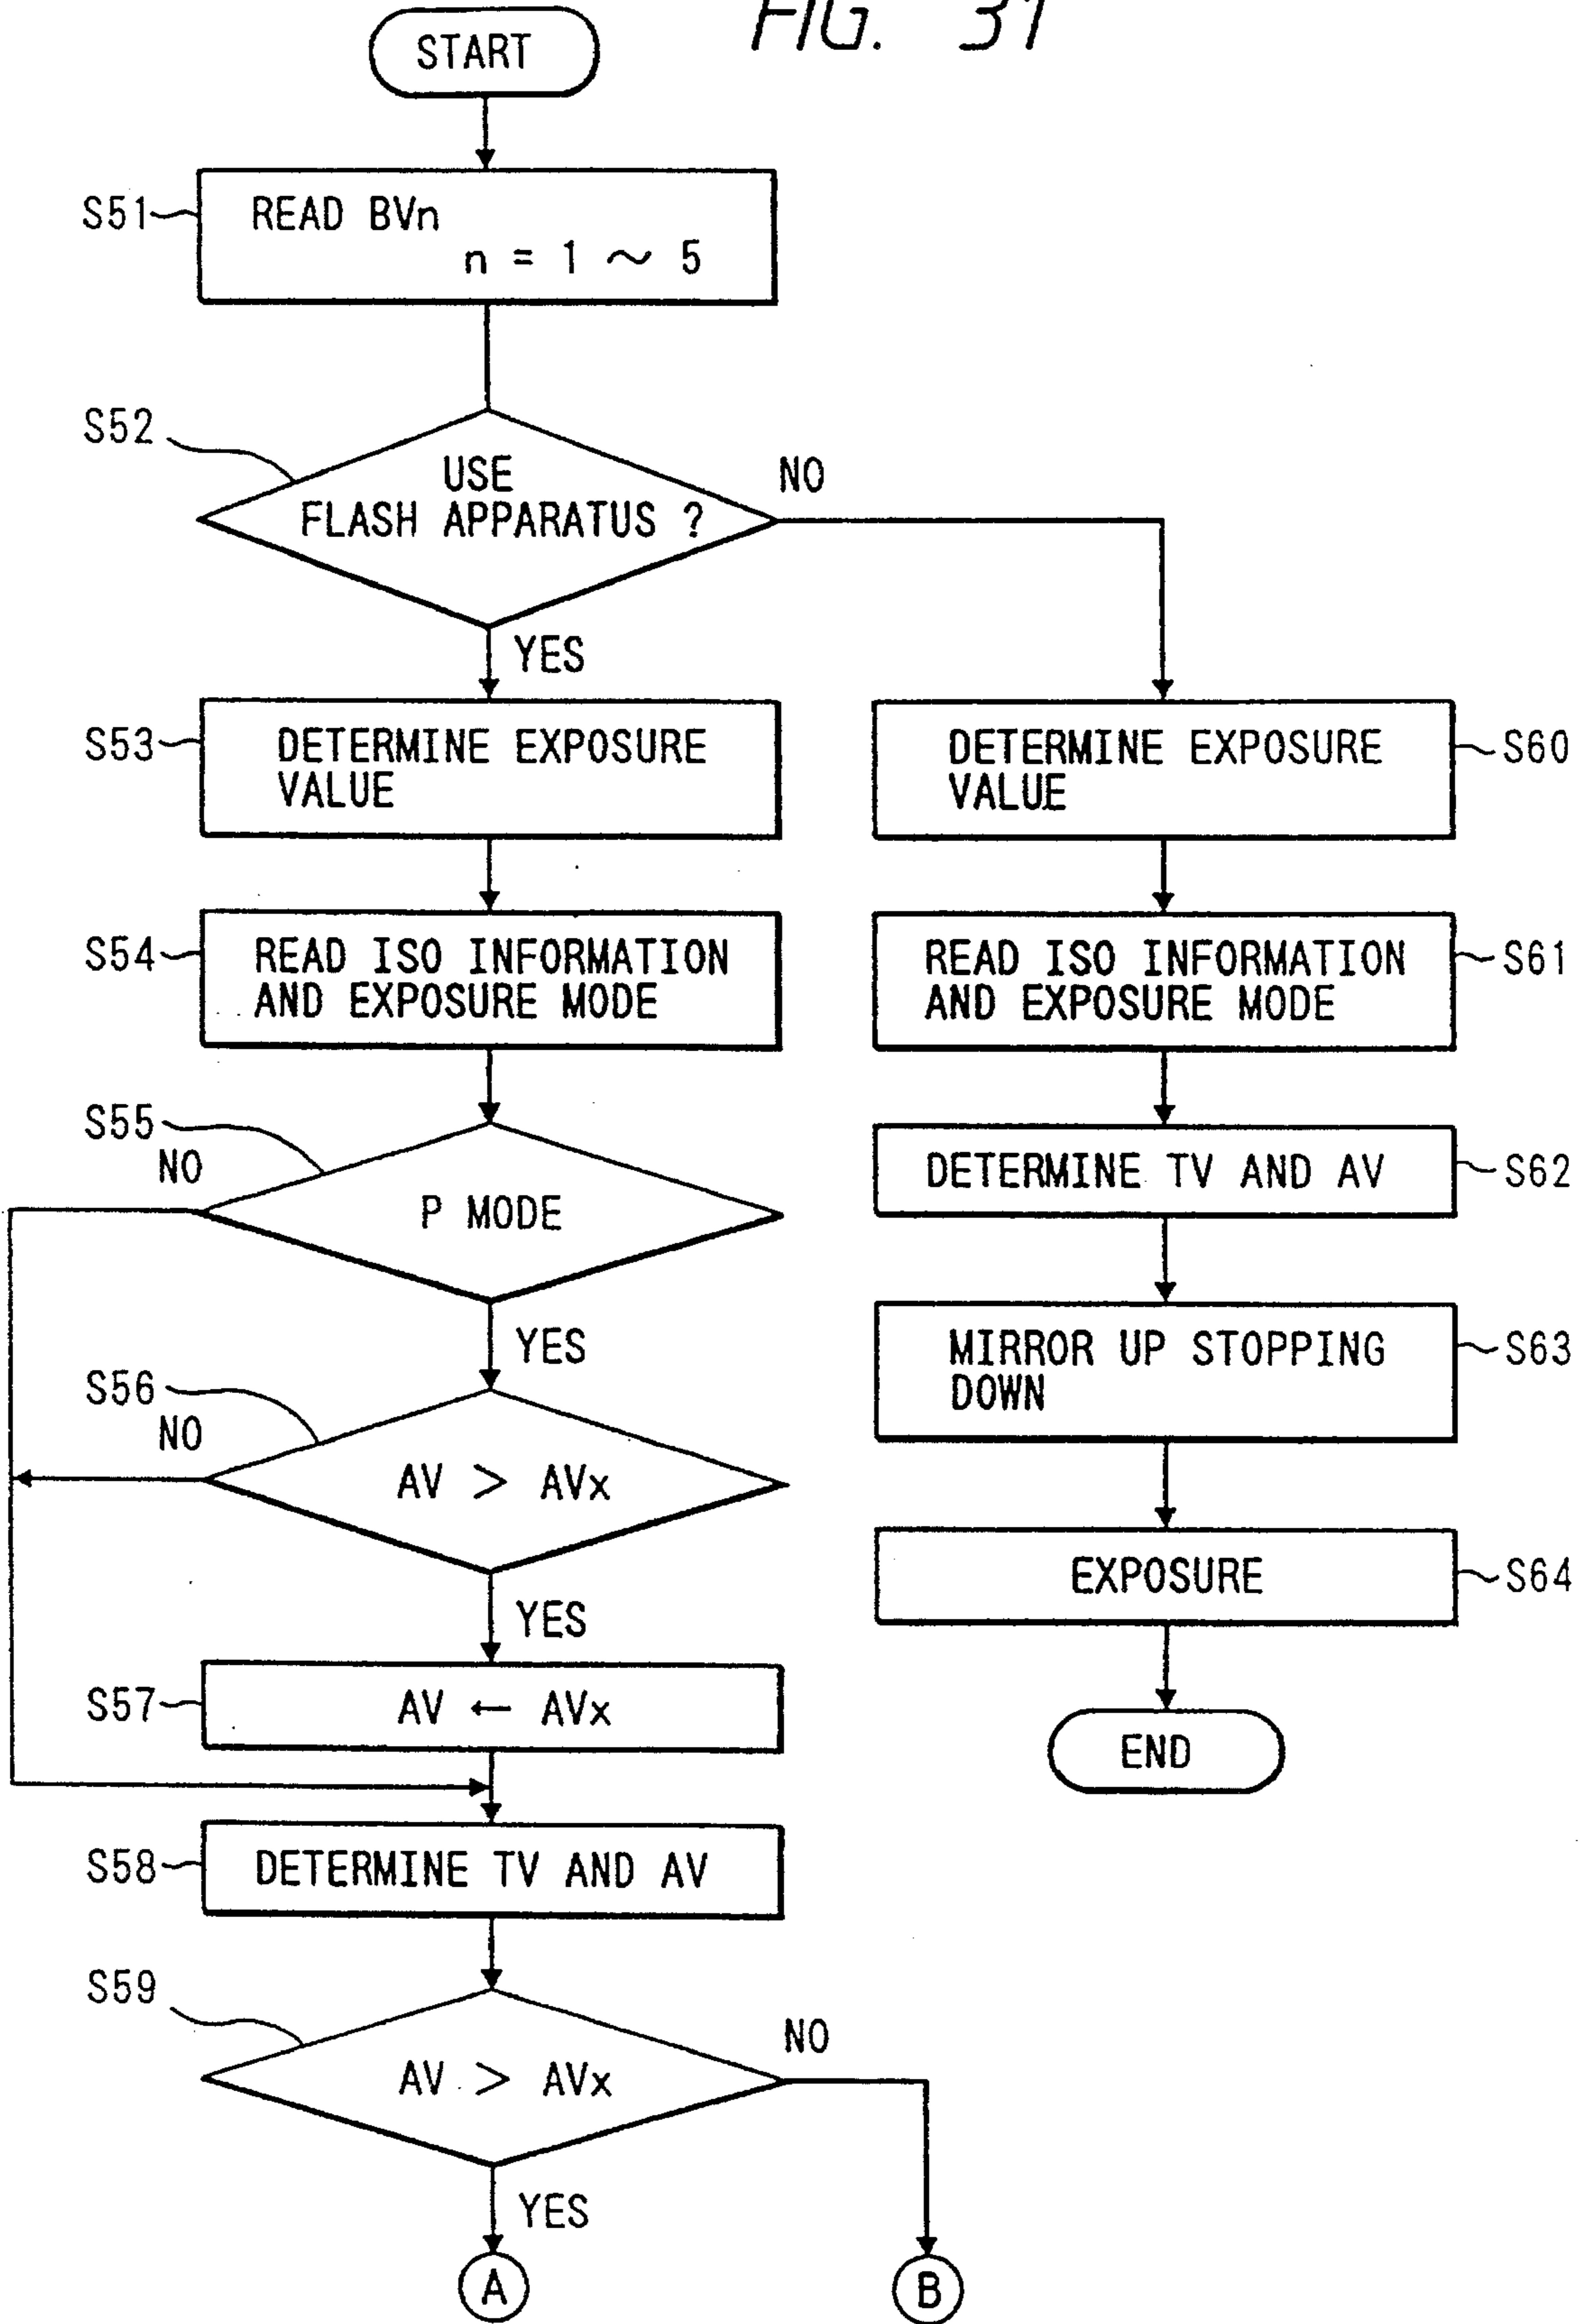 FIG. 31
START
S51
READ BVn
n = 1 ~ 5
S52
USE
FLASH APPARATUS ?
NO
YES
S53
DETERMINE EXPOSURE
VALUE
S60
DETERMINE EXPOSURE
VALUE
S54
READ ISO INFORMATION
AND EXPOSURE MODE
S61
READ ISO INFORMATION
AND EXPOSURE MODE
S55
NO
P MODE
YES
S62
DETERMINE TV AND AV
S56
NO
AV > AVx
YES
S63
MIRROR UP STOPPING
DOWN
S64
EXPOSURE
S57
AV ← AVx
END
S58
DETERMINE TV AND AV
S59
AV > AVx
NO
YES
A
B